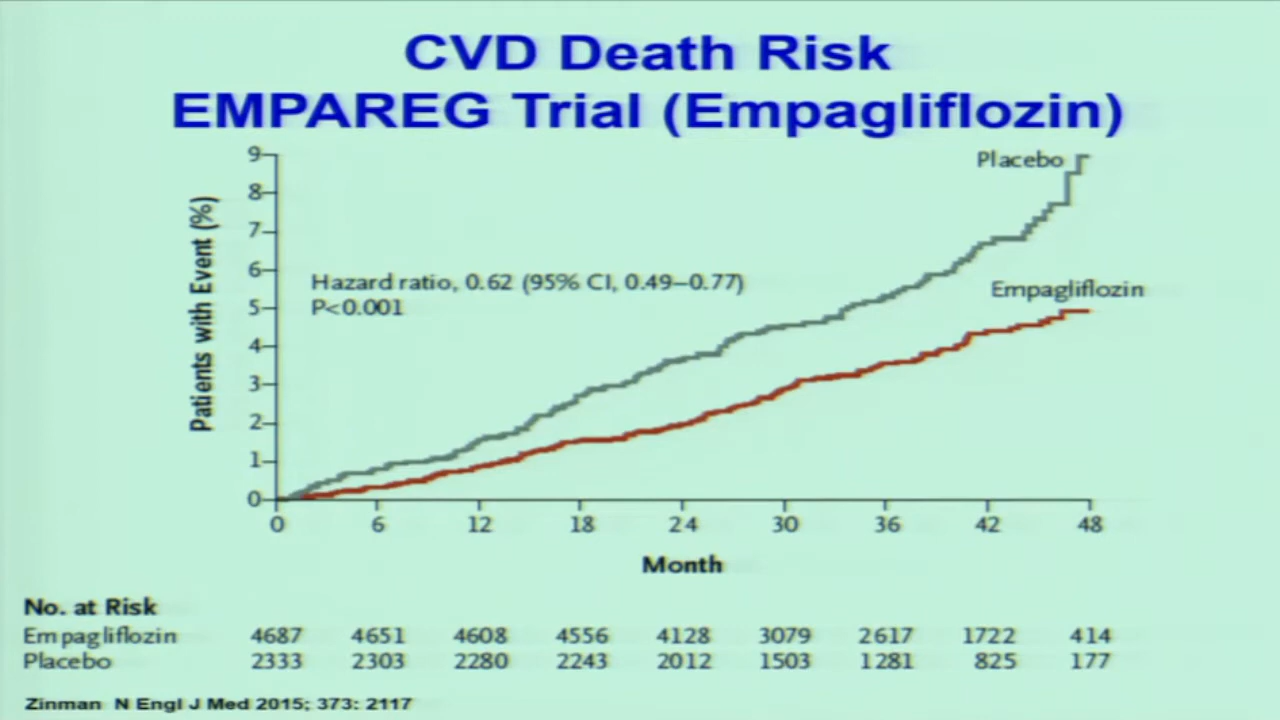 CVD Death Risk
EMPAREG Trial (Empagliflozin)
Patients with Event (%)
9
8
7
6
5
4
3
2
1
0
Placebo
Hazard ratio, 0.62 (95% CI, 0.49–0.77)
P<0.001
Empagliflozin
0 6 12 18 24 30 36 42 48
Month
No. at Risk
Empagliflozin 4687 4651 4608 4556 4128 3079 2617 1722 414
Placebo 2333 2303 2280 2243 2012 1503 1281 825 177
Zinman N Engl J Med 2015; 373: 2117